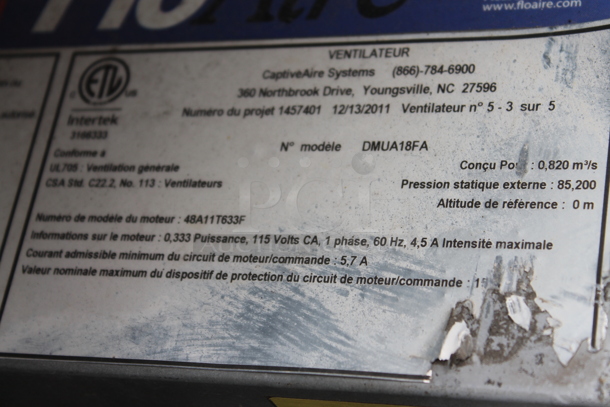 FloAire
www.floaire.com
VENTILATEUR
CaptiveAire Systems (866)-784-6900
360 Northbrook Drive, Youngsville, NC 27596
Numéro du projet 1457401 12/13/2011 Ventilateur n° 5 - 3 sur 5
ETL
C US
Intertek
3166333
N° modèle DMUA18FA
Conforme à
UL705 : Ventilation générale
CSA Std. C22.2, No. 113 : Ventilateurs
Conçu : 0,820 m³/s
Pression statique externe : 85,200
Altitude de référence : 0 m
Numéro de modèle du moteur : 48A11T633F
Informations sur le moteur : 0,333 Puissance, 115 Volts CA, 1 phase, 60 Hz, 4,5 A Intensité maximale
Courant admissible minimum du circuit de moteur/commande : 5,7 A
Valeur nominale maximum du dispositif de protection du circuit de moteur/commande :
pci